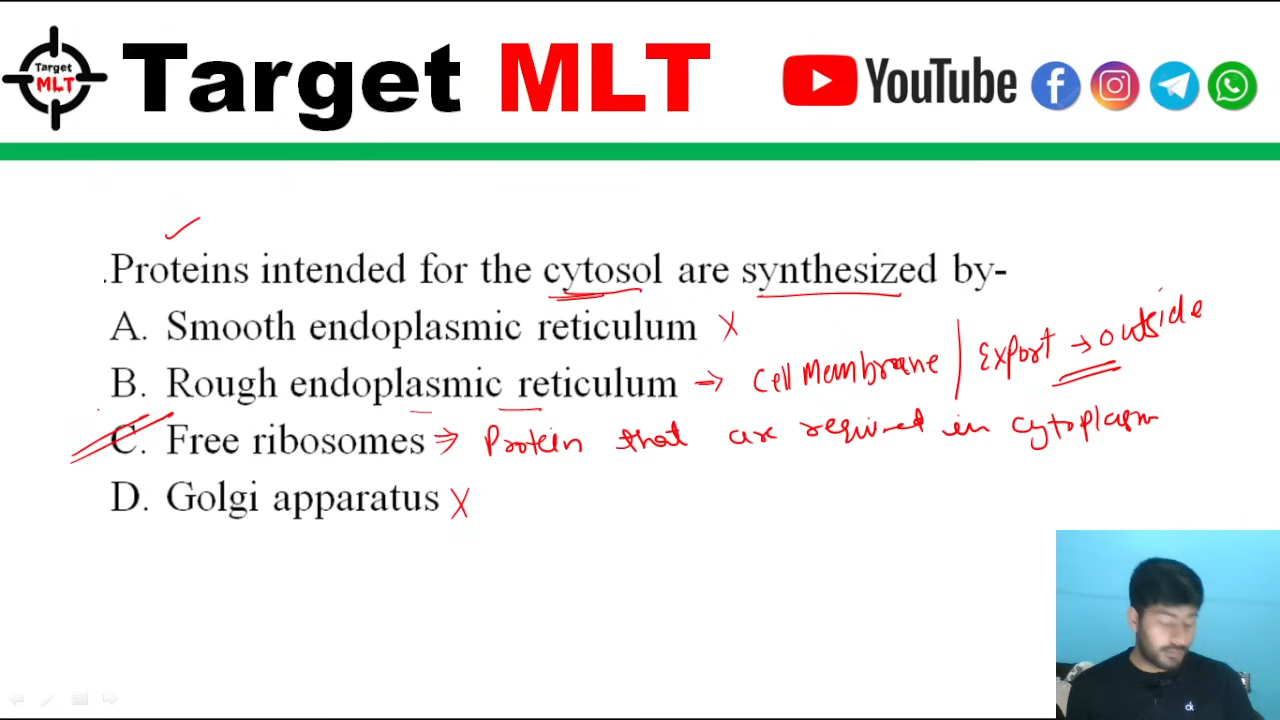 Target MLT
Target MLT YouTube
.Proteins intended for the cytosol are synthesized by-
A. Smooth endoplasmic reticulum X
B. Rough endoplasmic reticulum → Cell Membrane | Export → outside
C. Free ribosomes ⇒ Protein that are required in cytoplasm
D. Golgi apparatus X
ck